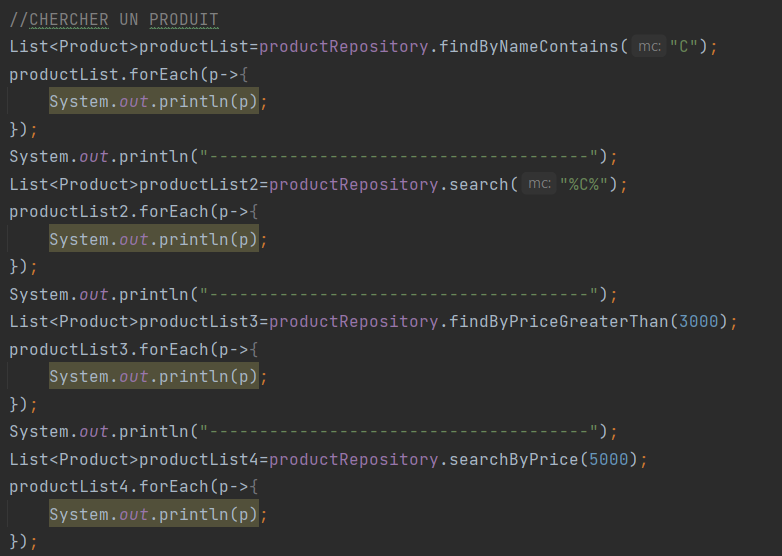 //CHERCHER UN PRODUIT
List<Product>productList=productRepository.findByNameContains( mc: "C");
productList.forEach(p->{
    System.out.println(p);
});
System.out.println("--------------------------------------");
List<Product>productList2=productRepository.search( mc: "%C%");
productList2.forEach(p->{
    System.out.println(p);
});
System.out.println("--------------------------------------");
List<Product>productList3=productRepository.findByPriceGreaterThan(3000);
productList3.forEach(p->{
    System.out.println(p);
});
System.out.println("--------------------------------------");
List<Product>productList4=productRepository.searchByPrice(5000);
productList4.forEach(p->{
    System.out.println(p);
});